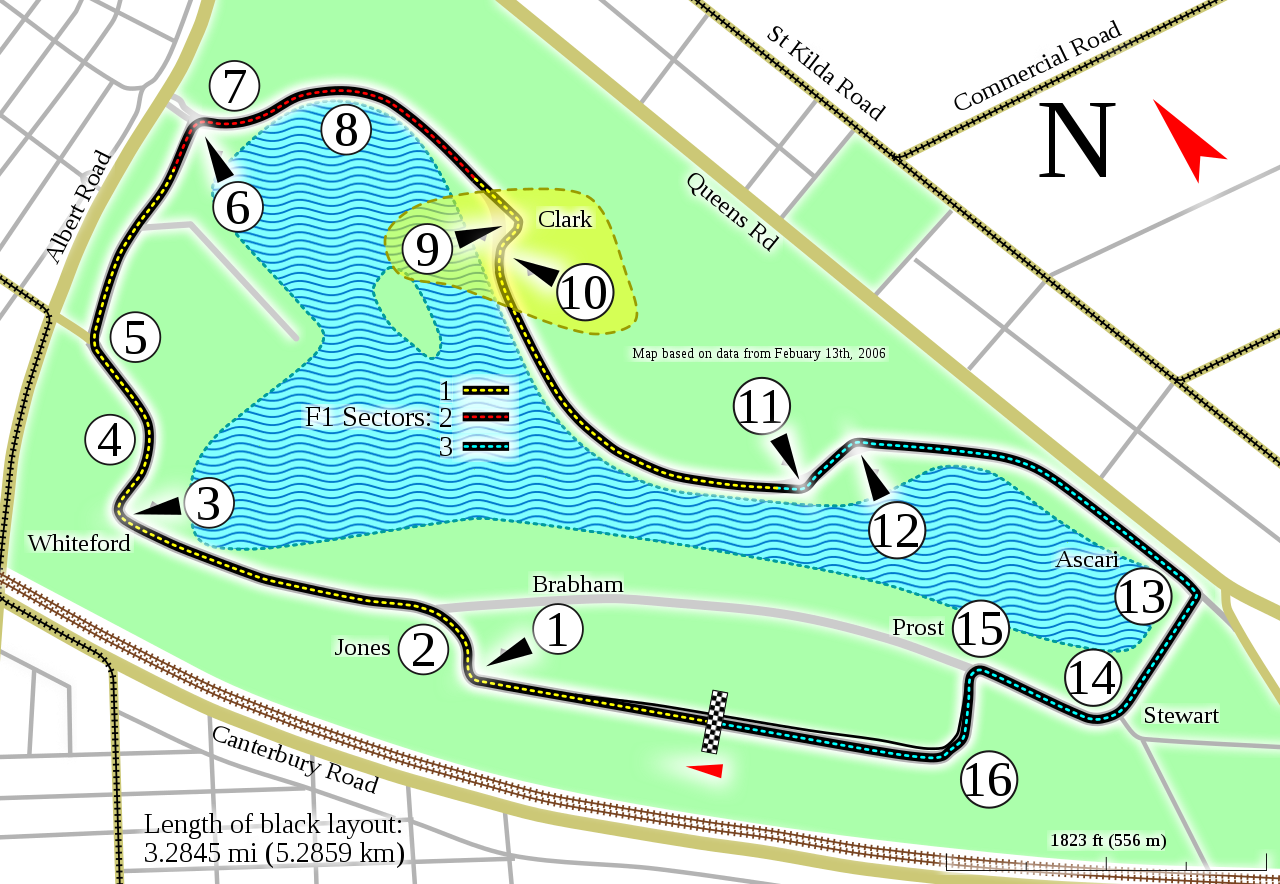 St Kilda Road
Commercial Road
N
7
8
Albert Road
6
Queens Rd
Clark
9
10
Map based on data from Febuary 13th, 2006
5
F1 Sectors:
1
2
3
4
11
3
12
Whiteford
Ascari
Brabham
13
1
Prost
15
Jones
2
14
Stewart
16
Canterbury Road
Length of black layout:
3.2845 mi (5.2859 km)
1823 ft (556 m)